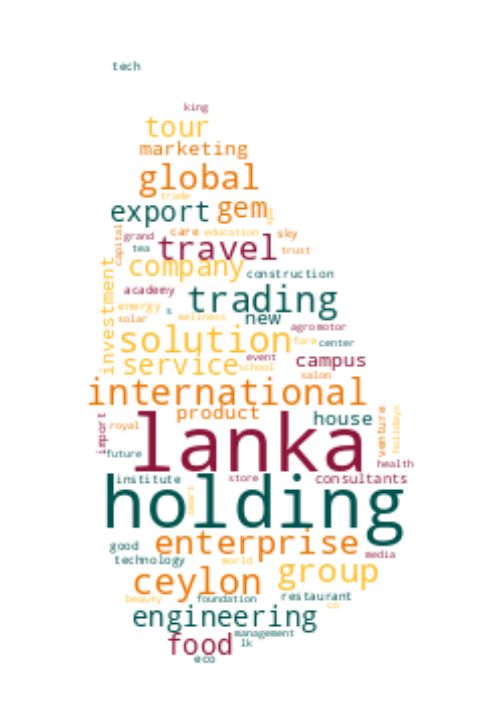 tech
king
tour
marketing
global
trade
export gem
spa
capital
grand care education sky
tea travel trust
company construction
investment
academy trading
energy s wellness new
solar agro motor
solution farm center
service event campus
school salon
international
product house venture holidays
import royal lanka
future health
institute store consultants
holding
smart
good enterprise media
technology world
ceylon group
beauty foundation restaurant
co
engineering
food management
lk
eco